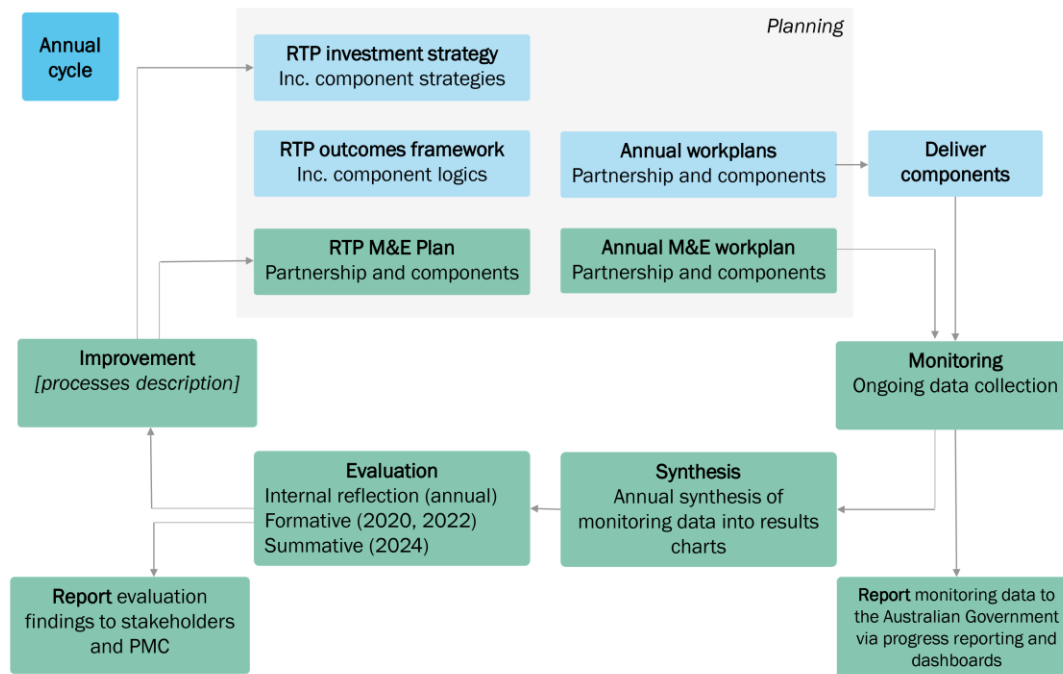 Annual
cycle
Planning
RTP investment strategy
Inc. component strategies
RTP outcomes framework
Inc. component logics
Annual workplans
Partnership and components
Deliver
components
RTP M&E Plan
Partnership and components
Annual M&E workplan
Partnership and components
Improvement
[processes description]
Monitoring
Ongoing data collection
Evaluation
Internal reflection (annual)
Formative (2020, 2022)
Summative (2024)
Synthesis
Annual synthesis of
monitoring data into results
charts
Report evaluation
findings to stakeholders
and PMC
Report monitoring data to
the Australian Government
via progress reporting and
dashboards